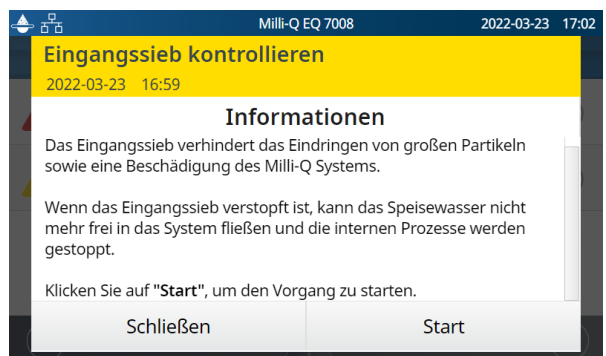 Milli-Q EQ 7008 2022-03-23 17:02
Eingangssieb kontrollieren
2022-03-23 16:59
Informationen
Das Eingangssieb verhindert das Eindringen von großen Partikeln
sowie eine Beschädigung des Milli-Q Systems.
Wenn das Eingangssieb verstopft ist, kann das Speisewasser nicht
mehr frei in das System fließen und die internen Prozesse werden
gestoppt.
Klicken Sie auf "Start", um den Vorgang zu starten.
Schließen Start